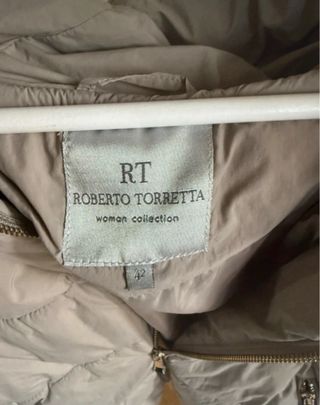 RT
ROBERTO TORRETTA
woman collection
42